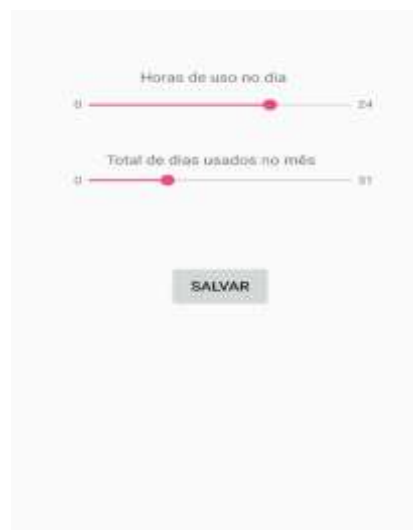 Horas de uso no dia
0 24
Total de dias usados no mês
0 31
SALVAR